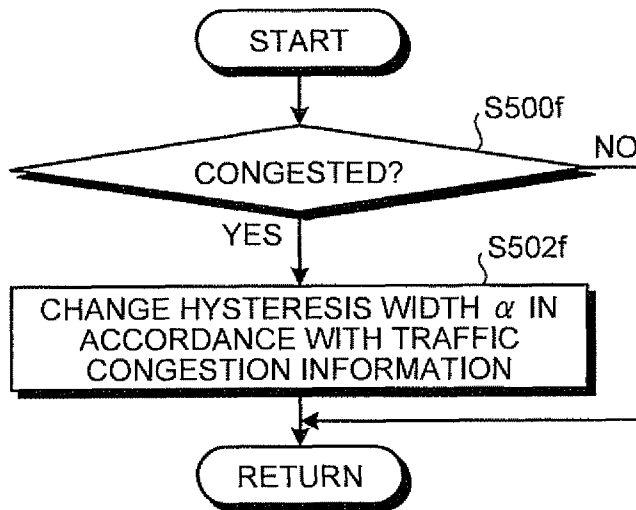 START
S500f
CONGESTED?
NO
YES
S502f
CHANGE HYSTERESIS WIDTH α IN
ACCORDANCE WITH TRAFFIC
CONGESTION INFORMATION
RETURN